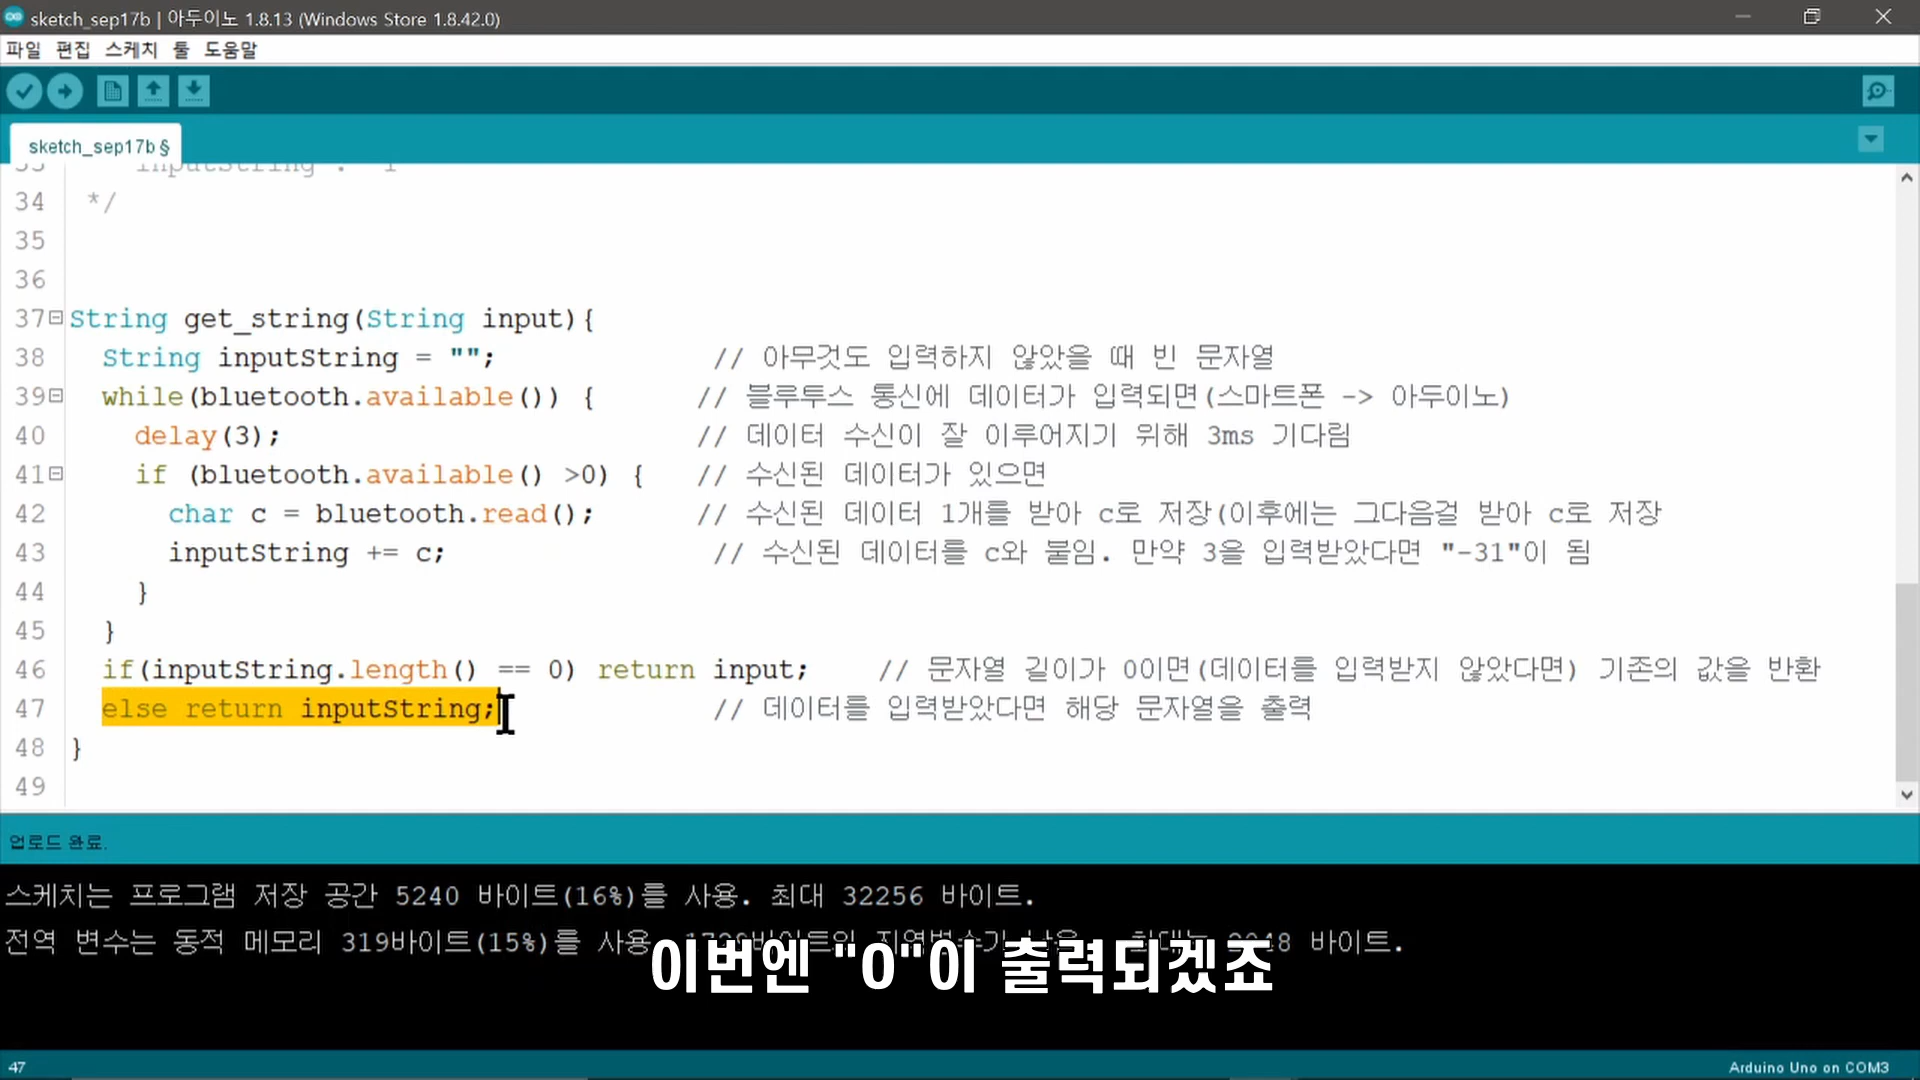 sketch_sep17b | 아두이노 1.8.13 (Windows Store 1.8.42.0)
파일 편집 스케치 툴 도움말
sketch_sep17b §
34 */
35
36
37 String get_string(String input){
38 String inputString = ""; // 아무것도 입력하지 않았을 때 빈 문자열
39 while(bluetooth.available()) { // 블루투스 통신에 데이터가 입력되면(스마트폰 -> 아두이노)
40 delay(3); // 데이터 수신이 잘 이루어지기 위해 3ms 기다림
41 if (bluetooth.available() >0) { // 수신된 데이터가 있으면
42 char c = bluetooth.read(); // 수신된 데이터 1개를 받아 c로 저장(이후에는 그다음걸 받아 c로 저장
43 inputString += c; // 수신된 데이터를 c와 붙임. 만약 3을 입력받았다면 "-31"이 됨
44 }
45 }
46 if(inputString.length() == 0) return input; // 문자열 길이가 0이면(데이터를 입력받지 않았다면) 기존의 값을 반환
47 else return inputString; // 데이터를 입력받았다면 해당 문자열을 출력
48 }
49
업로드 완료.
스케치는 프로그램 저장 공간 5240 바이트(16%)를 사용. 최대 32256 바이트.
전역 변수는 동적 메모리 319바이트(15%)를 사용 바이트.
이번엔 "0"이 출력되겠죠
47
Arduino Uno on COM3